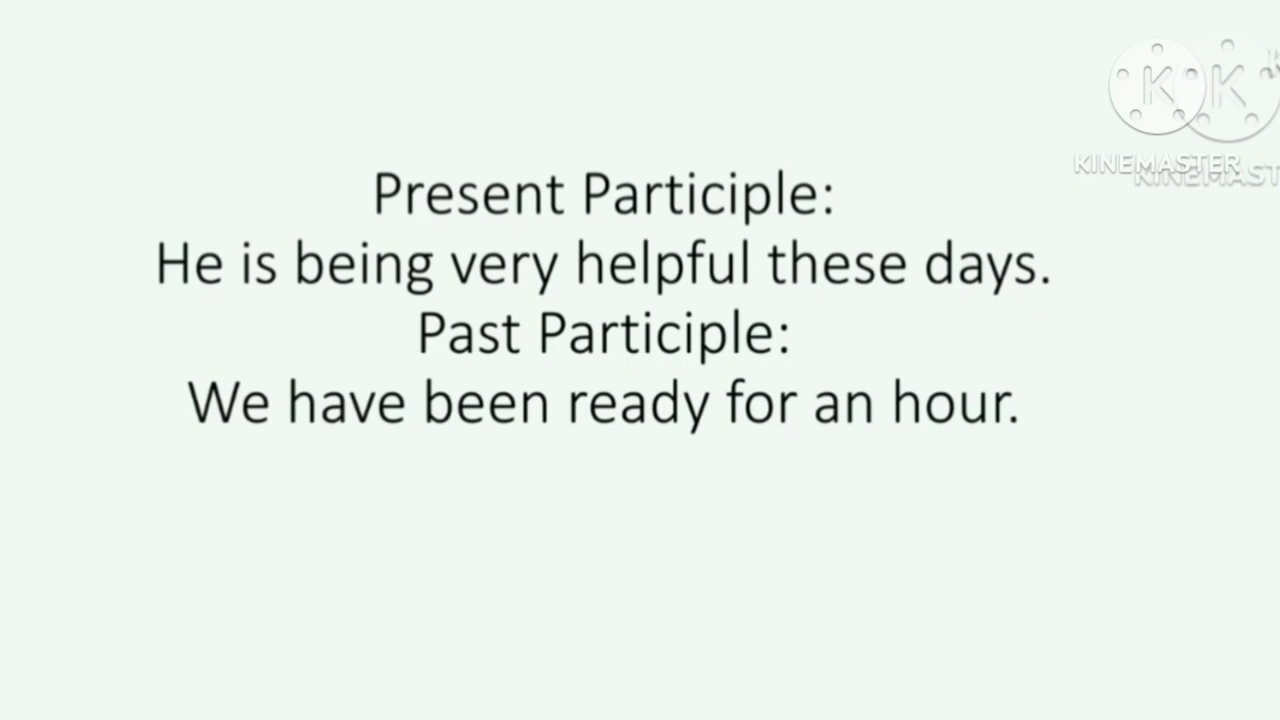 KINEMASTER
KINEMAST
Present Participle:
He is being very helpful these days.
Past Participle:
We have been ready for an hour.